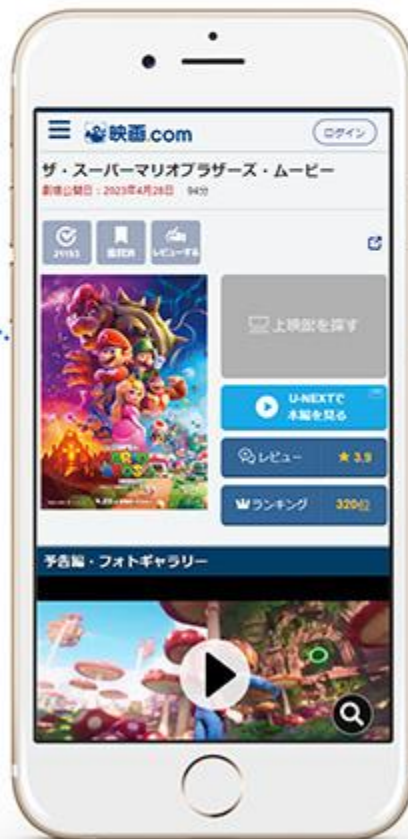 映画.com
ログイン
ザ・スーパーマリオブラザーズ・ムービー
劇場公開日：2023年4月28日 94分
レビューする
上映館を探す
U-NEXTで
本編を見る
レビュー ★ 3.9
ランキング 320位
予告編・フォトギャラリー